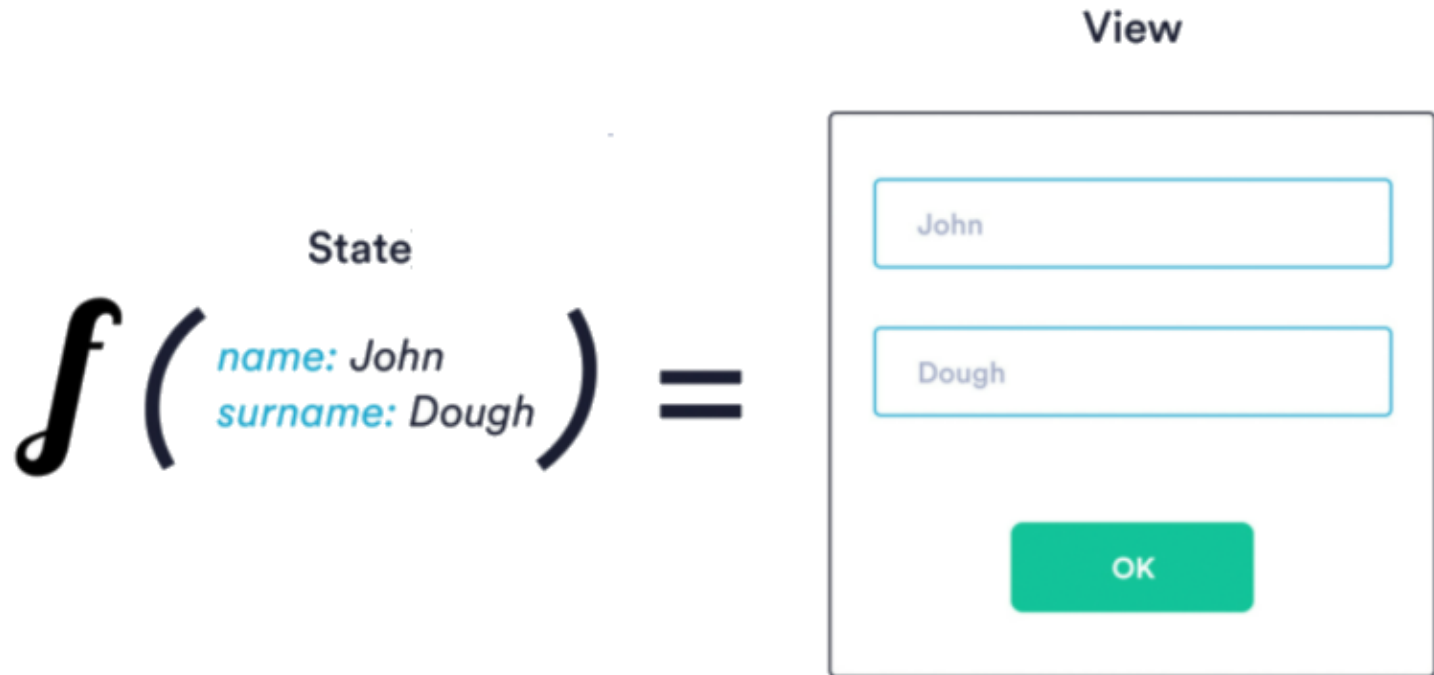 View
State
f ( name: John
surname: Dough ) =
John
Dough
OK